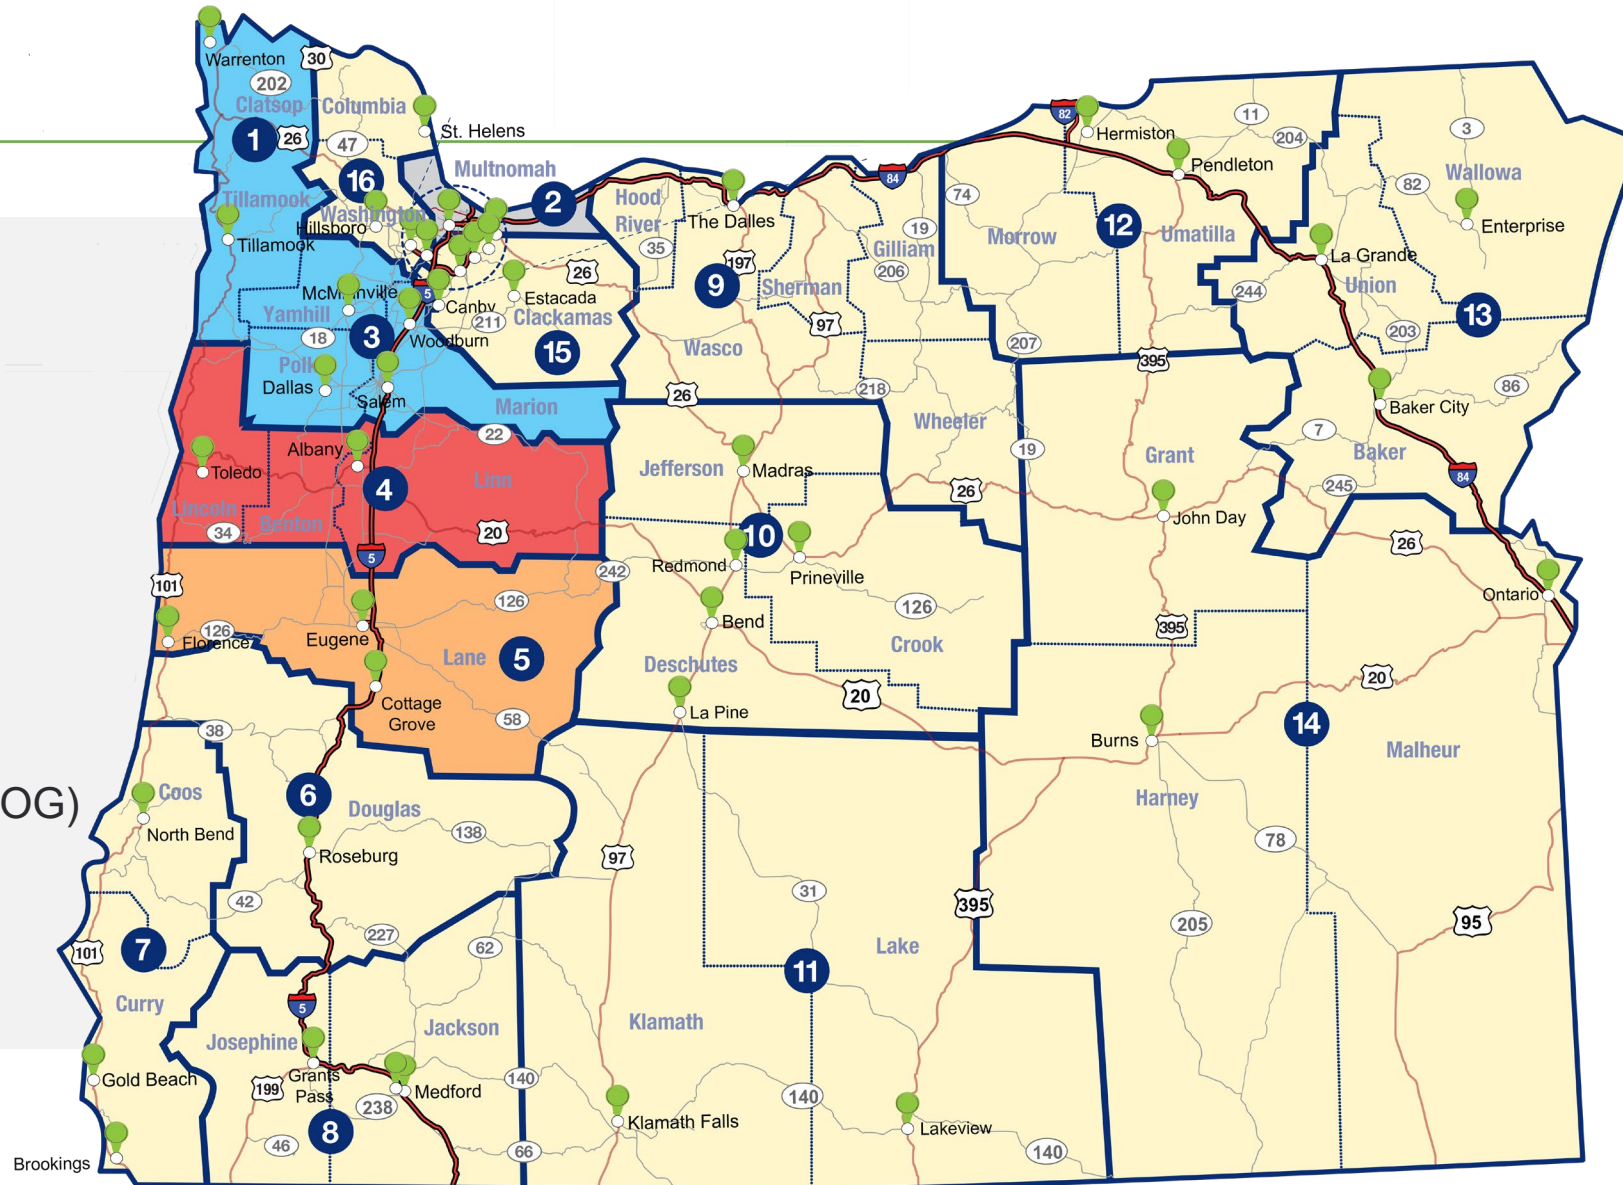 Warrenton
30
202
Clatsop
Columbia
1
26
47
St. Helens
16
Multnomah
2
Tillamook
Washington
Hillsboro
Tillamook
Hood
River
35
The Dalles
84
82
Hermiston
11
204
Pendleton
3
Wallowa
82
Enterprise
74
Morrow
12
Umatilla
19
Gilliam
206
La Grande
Union
244
13
203
9
197
Sherman
97
26
5
Canby
Estacada
211
Clackamas
Yamhill
18
3
Woodburn
15
Wasco
207
395
Dallas
Salem
Marion
26
218
86
Baker City
Wheeler
22
Albany
7
Baker
Toledo
4
Linn
Jefferson
Madras
19
Grant
84
245
26
Lincoln
34
Benton
20
10
John Day
26
5
Redmond
Prineville
242
101
126
126
Ontario
126
Florence
Eugene
Bend
395
Crook
Lane
5
Deschutes
20
20
Cottage
Grove
58
La Pine
38
Burns
14
Malheur
OG)
Coos
6
Douglas
Harney
North Bend
138
78
Roseburg
97
31
42
395
205
95
227
62
7
101
Lake
11
Curry
5
Josephine
Jackson
Klamath
Gold Beach
199
Grants
Pass
Medford
140
140
238
Klamath Falls
Lakeview
8
46
66
140
Brookings